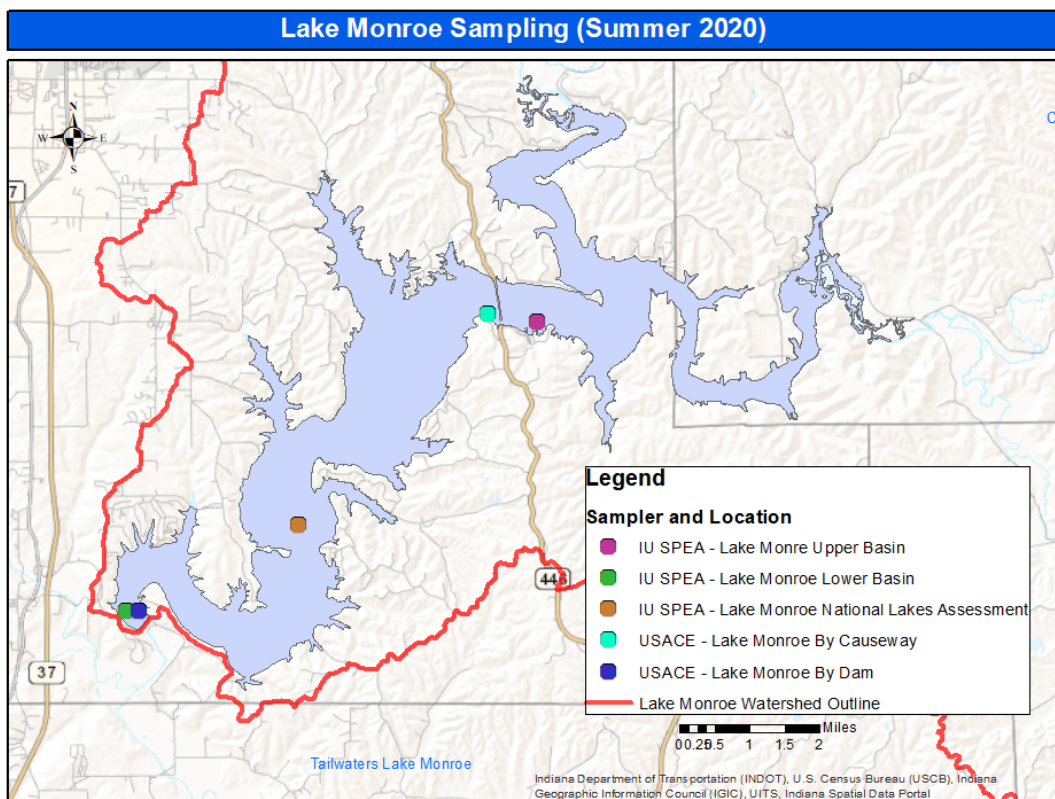 Lake Monroe Sampling (Summer 2020)
N
W E
S
7
C
446
37
Tailwaters Lake Monroe
Legend
Sampler and Location
IU SPEA - Lake Monre Upper Basin
IU SPEA - Lake Monroe Lower Basin
IU SPEA - Lake Monroe National Lakes Assessment
USACE - Lake Monroe By Causeway
USACE - Lake Monroe By Dam
Lake Monroe Watershed Outline
Miles
0 0.25 0.5 1 1.5 2
Indiana Department of Transportation (INDOT), U.S. Census Bureau (USCB), Indiana
Geographic Information Council (IGIC), UITS, Indiana Spatial Data Portal